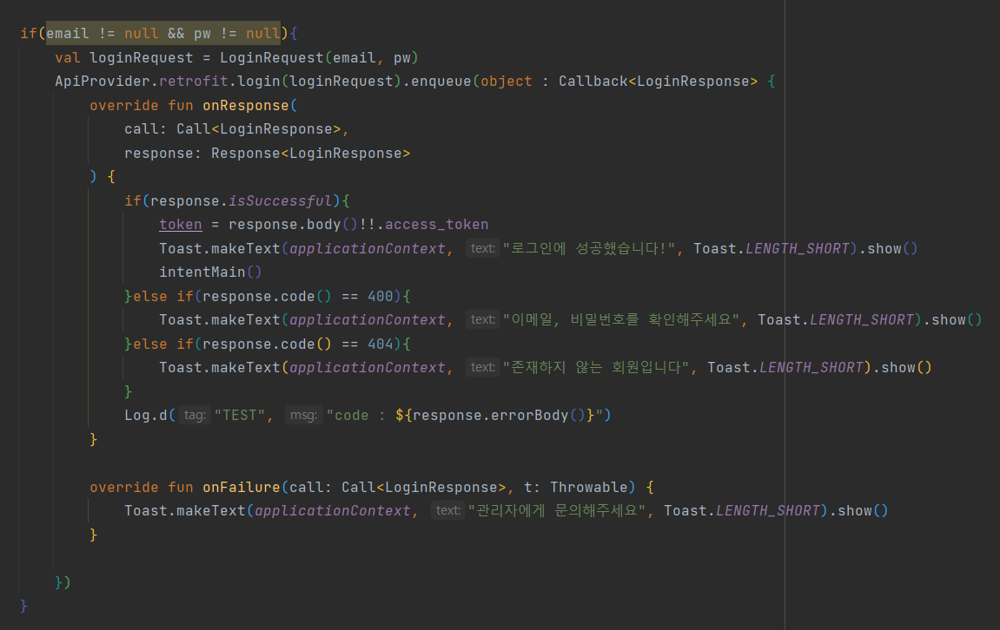 if(email != null && pw != null){
val loginRequest = LoginRequest(email, pw)
ApiProvider.retrofit.login(loginRequest).enqueue(object : Callback<LoginResponse> {
override fun onResponse(
call: Call<LoginResponse>,
response: Response<LoginResponse>
) {
if(response.isSuccessful){
token = response.body()!!.access_token
Toast.makeText(applicationContext, text: "로그인에 성공했습니다!", Toast.LENGTH_SHORT).show()
intentMain()
}else if(response.code() == 400){
Toast.makeText(applicationContext, text: "이메일, 비밀번호를 확인해주세요", Toast.LENGTH_SHORT).show()
}else if(response.code() == 404){
Toast.makeText(applicationContext, text: "존재하지 않는 회원입니다", Toast.LENGTH_SHORT).show()
}
Log.d( tag: "TEST", msg: "code : ${response.errorBody()}")
}
override fun onFailure(call: Call<LoginResponse>, t: Throwable) {
Toast.makeText(applicationContext, text: "관리자에게 문의해주세요", Toast.LENGTH_SHORT).show()
}
})
}